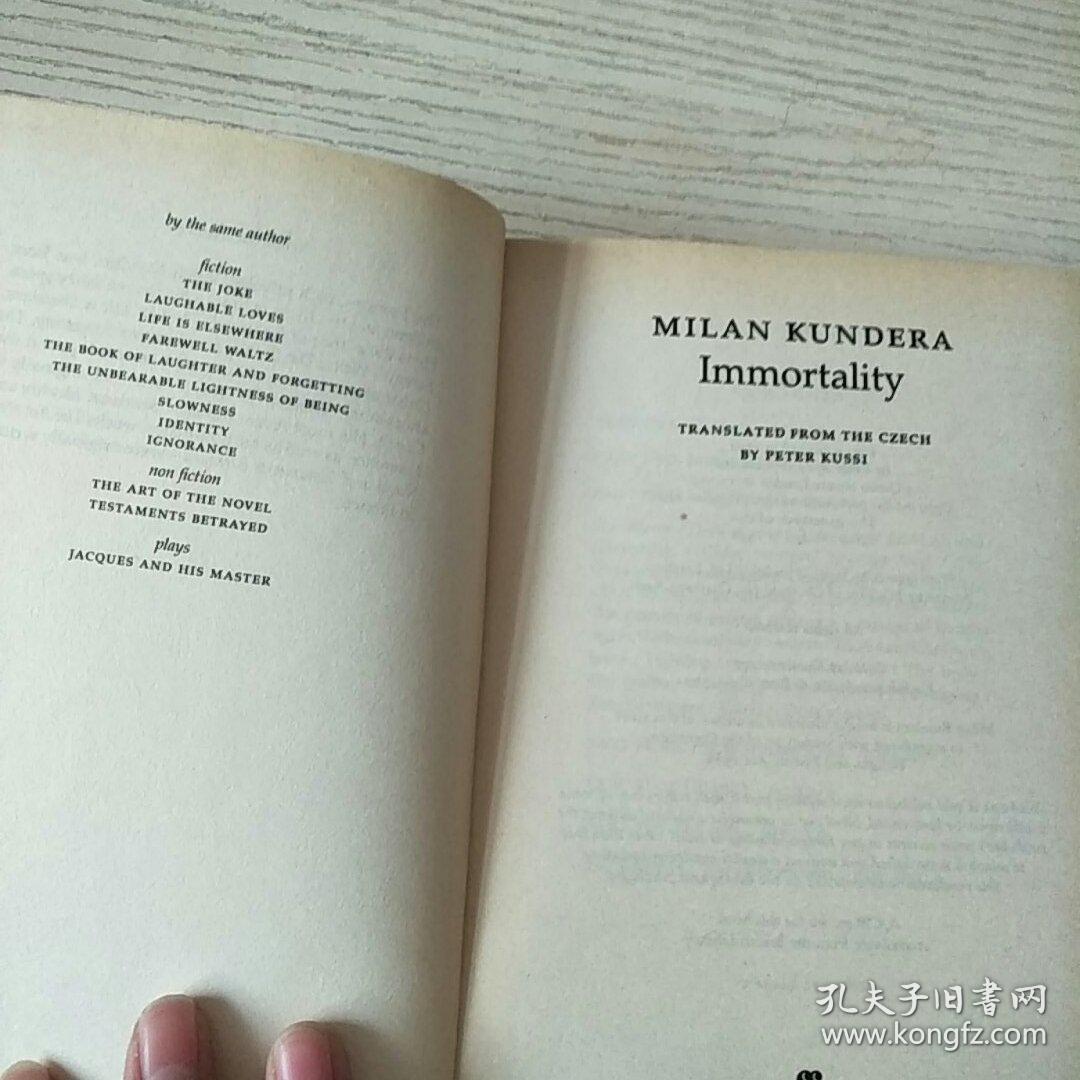 by the same author
fiction
THE JOKE
LAUGHABLE LOVES
LIFE IS ELSEWHERE
FAREWELL WALTZ
THE BOOK OF LAUGHTER AND FORGETTING
THE UNBEARABLE LIGHTNESS OF BEING
SLOWNESS
IDENTITY
IGNORANCE
non fiction
THE ART OF THE NOVEL
TESTAMENTS BETRAYED
plays
JACQUES AND HIS MASTER
MILAN KUNDERA
Immortality
TRANSLATED FROM THE CZECH
BY PETER KUSSI
孔夫子旧書网
www.kongfz.com